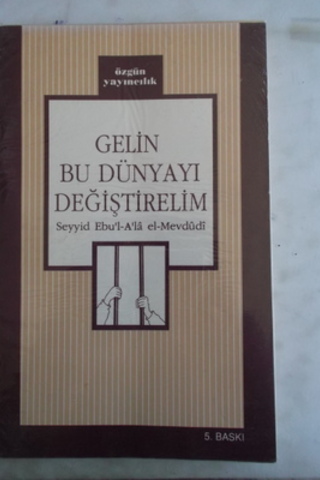 özgün
yayıncılık
GELİN
BU DÜNYAYI
DEĞİŞTİRELİM
Seyyid Ebu'l-A'lâ el-Mevdûdî
5. BASKI